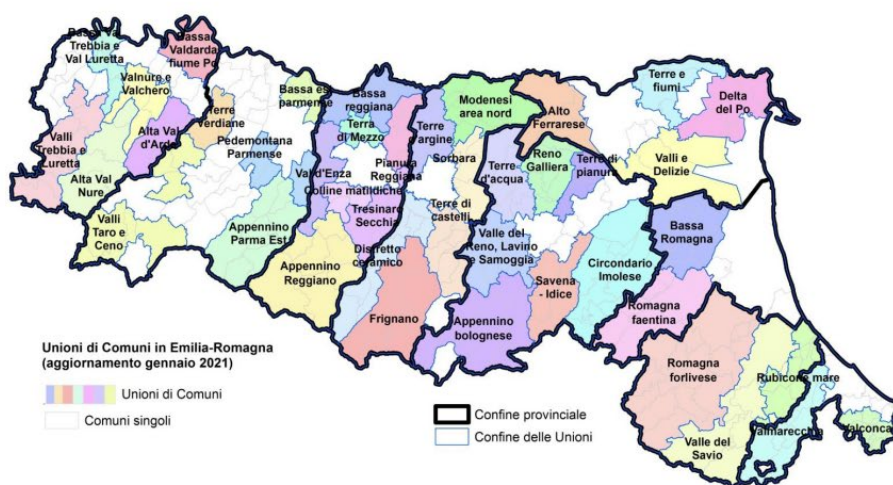 Bassa Val
Trebbia e
Val Luretta
Bassa
Valdarda
fiume Po
Valnure e
Valchero
Alta Val
d'Arda
Valli
Trebbia e
Luretta
Alta Val
Nure
Valli
Taro e
Ceno
Terre
Verdiane
Bassa est
parmense
Pedemontana
Parmense
Appennino
Parma Est
Bassa
reggiana
Terra
di Mezzo
Val d'Enza
Pianura
Reggiana
Colline matildiche
Tresinaro
Secchia
Appennino
Reggiano
Modenesi
area nord
Terre
d'argine
Sorbara
Terre di
castelli
Distretto
ceramico
Frignano
Alto
Ferrarese
Terre e
fiumi
Delta
del Po
Valli e
Delizie
Terre
d'acqua
Reno
Galliera
Terre di
pianura
Valle del
Reno, Lavino
e Samoggia
Savena
- Idice
Circondario
Imolese
Appennino
bolognese
Bassa
Romagna
Romagna
faentina
Romagna
forlivese
Rubicone mare
Valle del
Savio
Valmarecchia
Valconca
Unioni di Comuni in Emilia-Romagna
(aggiornamento gennaio 2021)
Unioni di Comuni
Comuni singoli
Confine provinciale
Confine delle Unioni